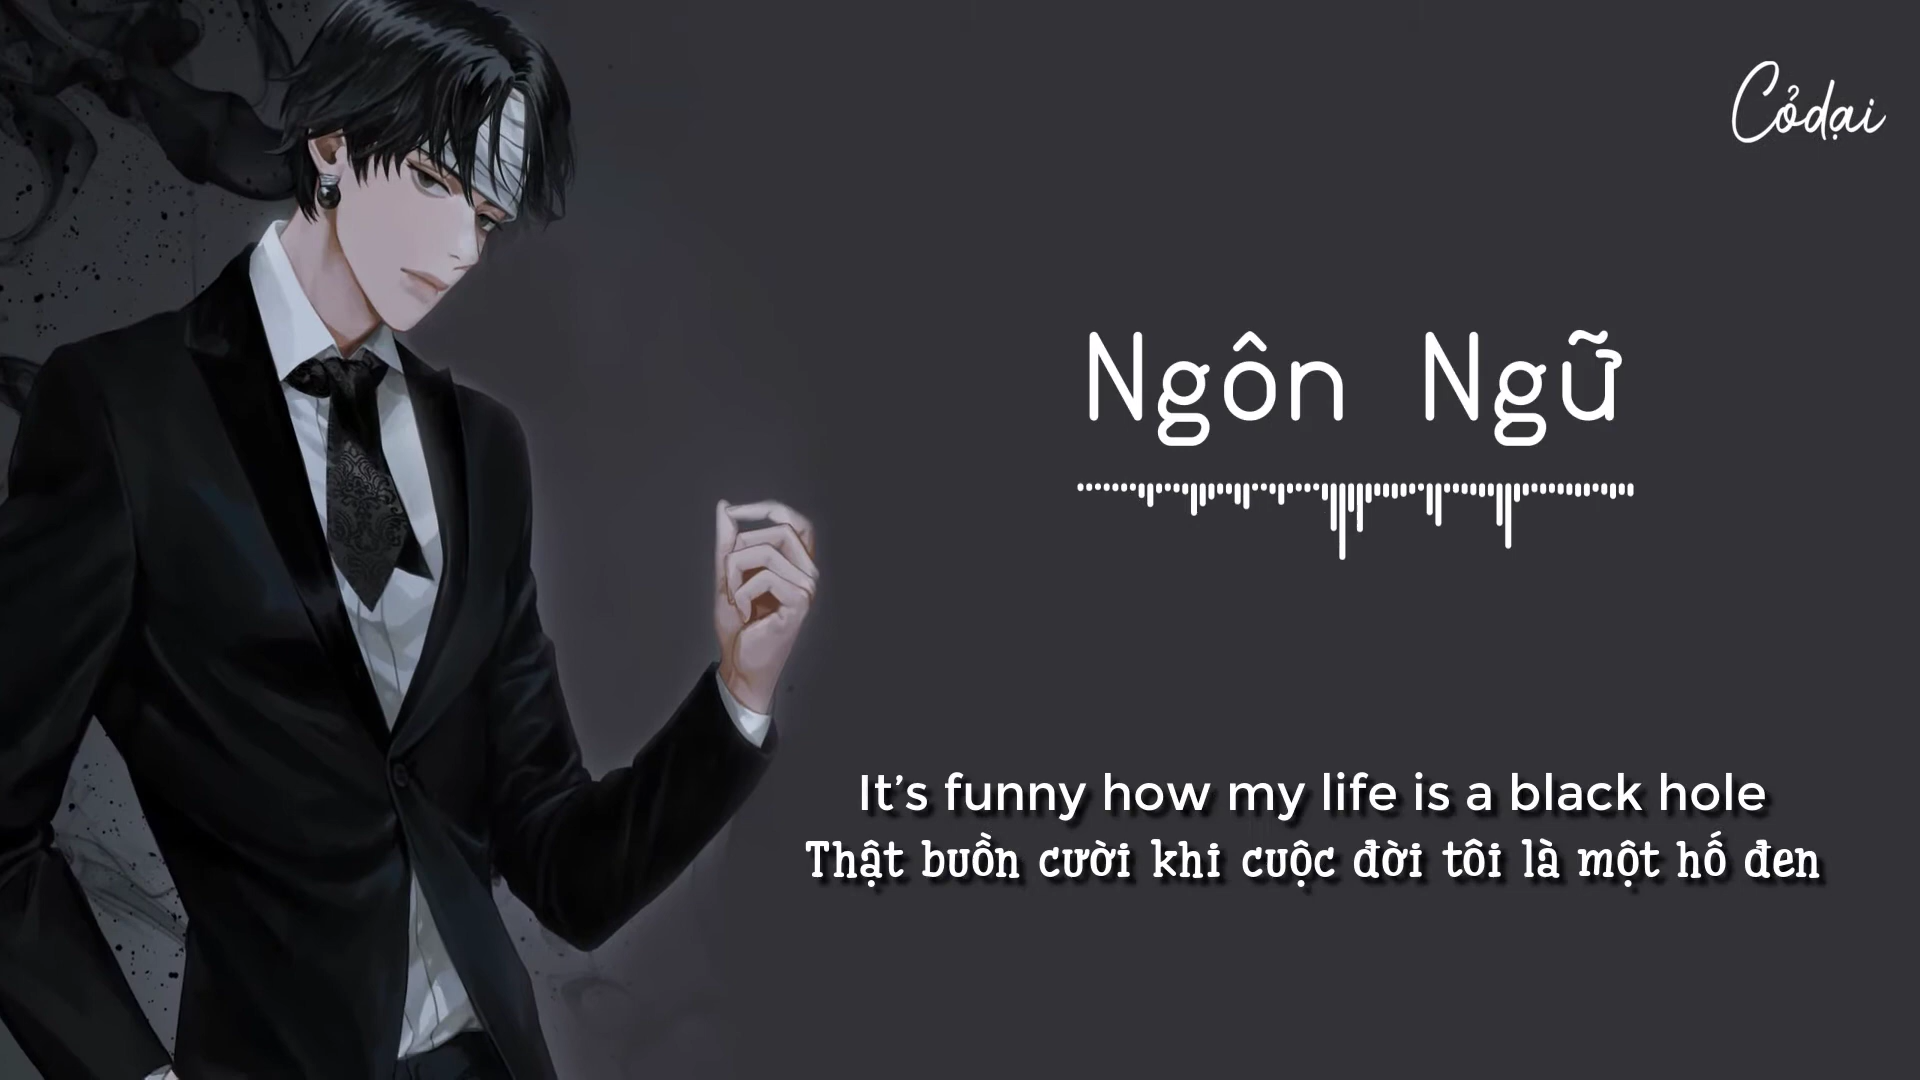 Cỏdại
Ngôn Ngữ
It's funny how my life is a black hole
Thật buồn cười khi cuộc đời tôi là một hố đen